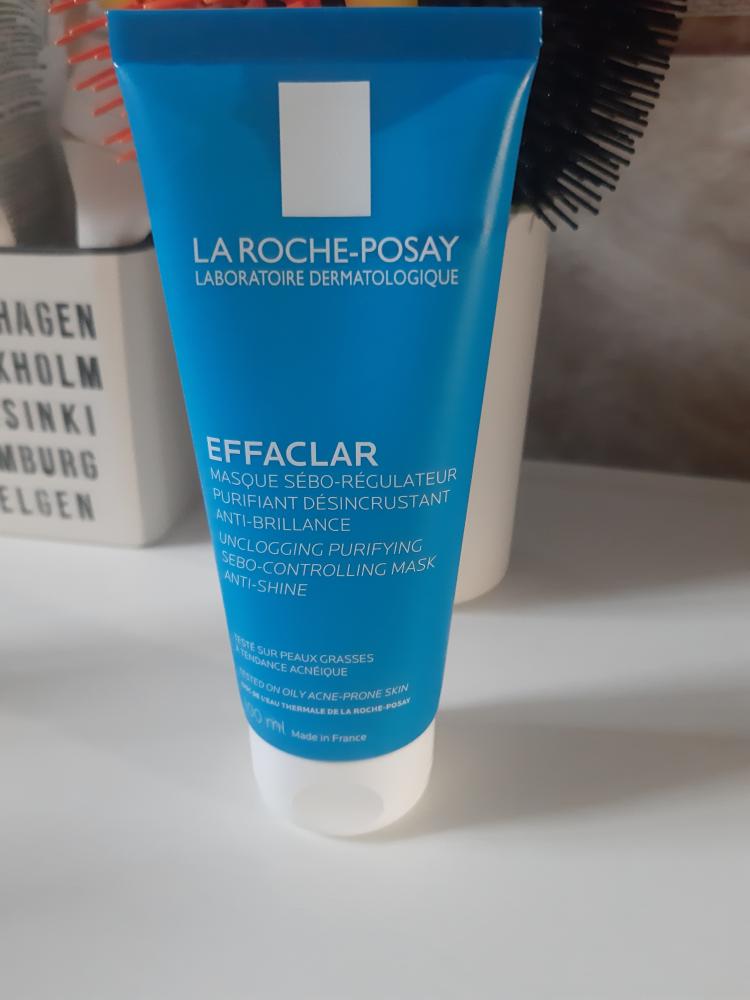 LA ROCHE-POSAY
LABORATOIRE DERMATOLOGIQUE
EFFACLAR
MASQUE SÉBO-RÉGULATEUR
PURIFIANT DÉSINCRUSTANT
ANTI-BRILLANCE
UNCLOGGING PURIFYING
SEBO-CONTROLLING MASK
ANTI-SHINE
TESTÉ SUR PEAUX GRASSES
À TENDANCE ACNÉIQUE
TESTED ON OILY ACNE-PRONE SKIN
DE L'EAU THERMALE DE LA ROCHE-POSAY
100 ml Made in France
HAGEN
KHOLM
SINKI
MBURG
ELGEN